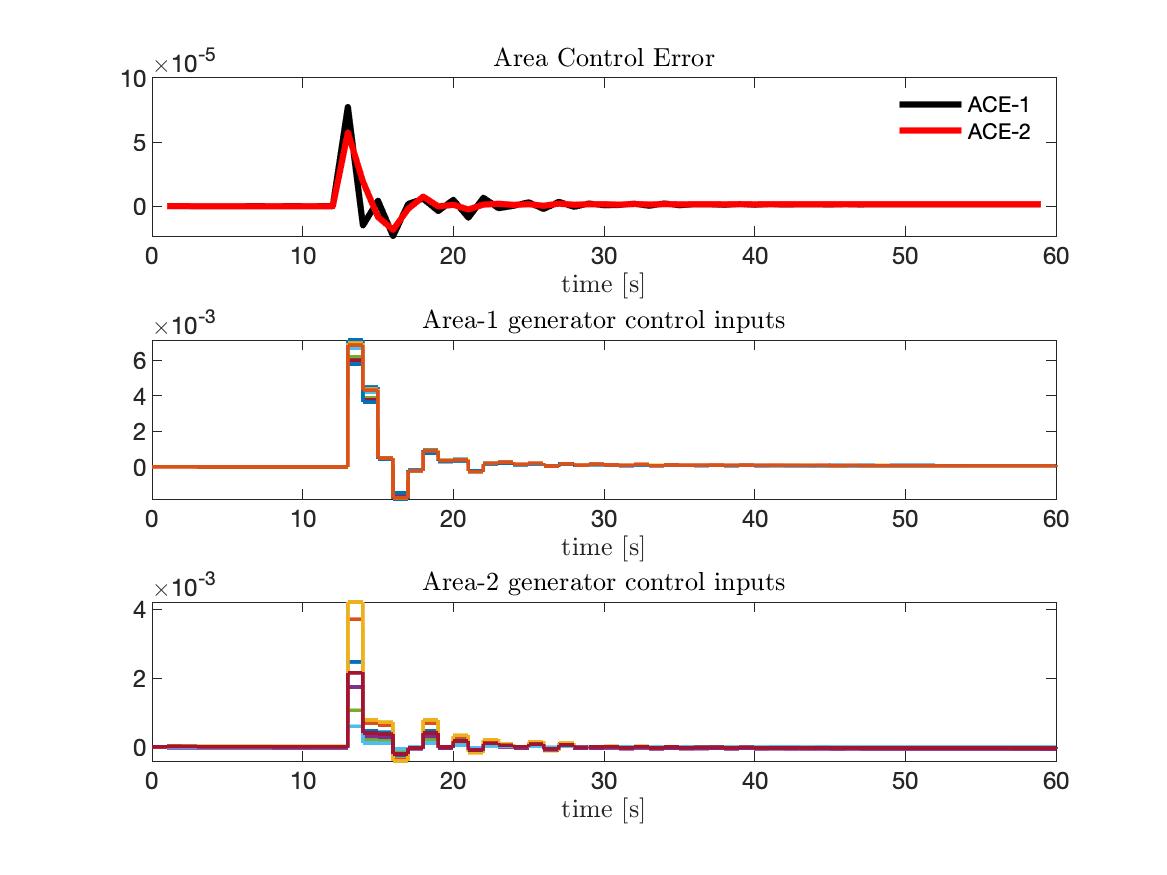 ×10-5
Area Control Error
10
5
0
ACE-1
ACE-2
0 10 20 30 40 50 60
time [s]
×10-3
Area-1 generator control inputs
6
4
2
0
0 10 20 30 40 50 60
time [s]
×10-3
Area-2 generator control inputs
4
2
0
0 10 20 30 40 50 60
time [s]